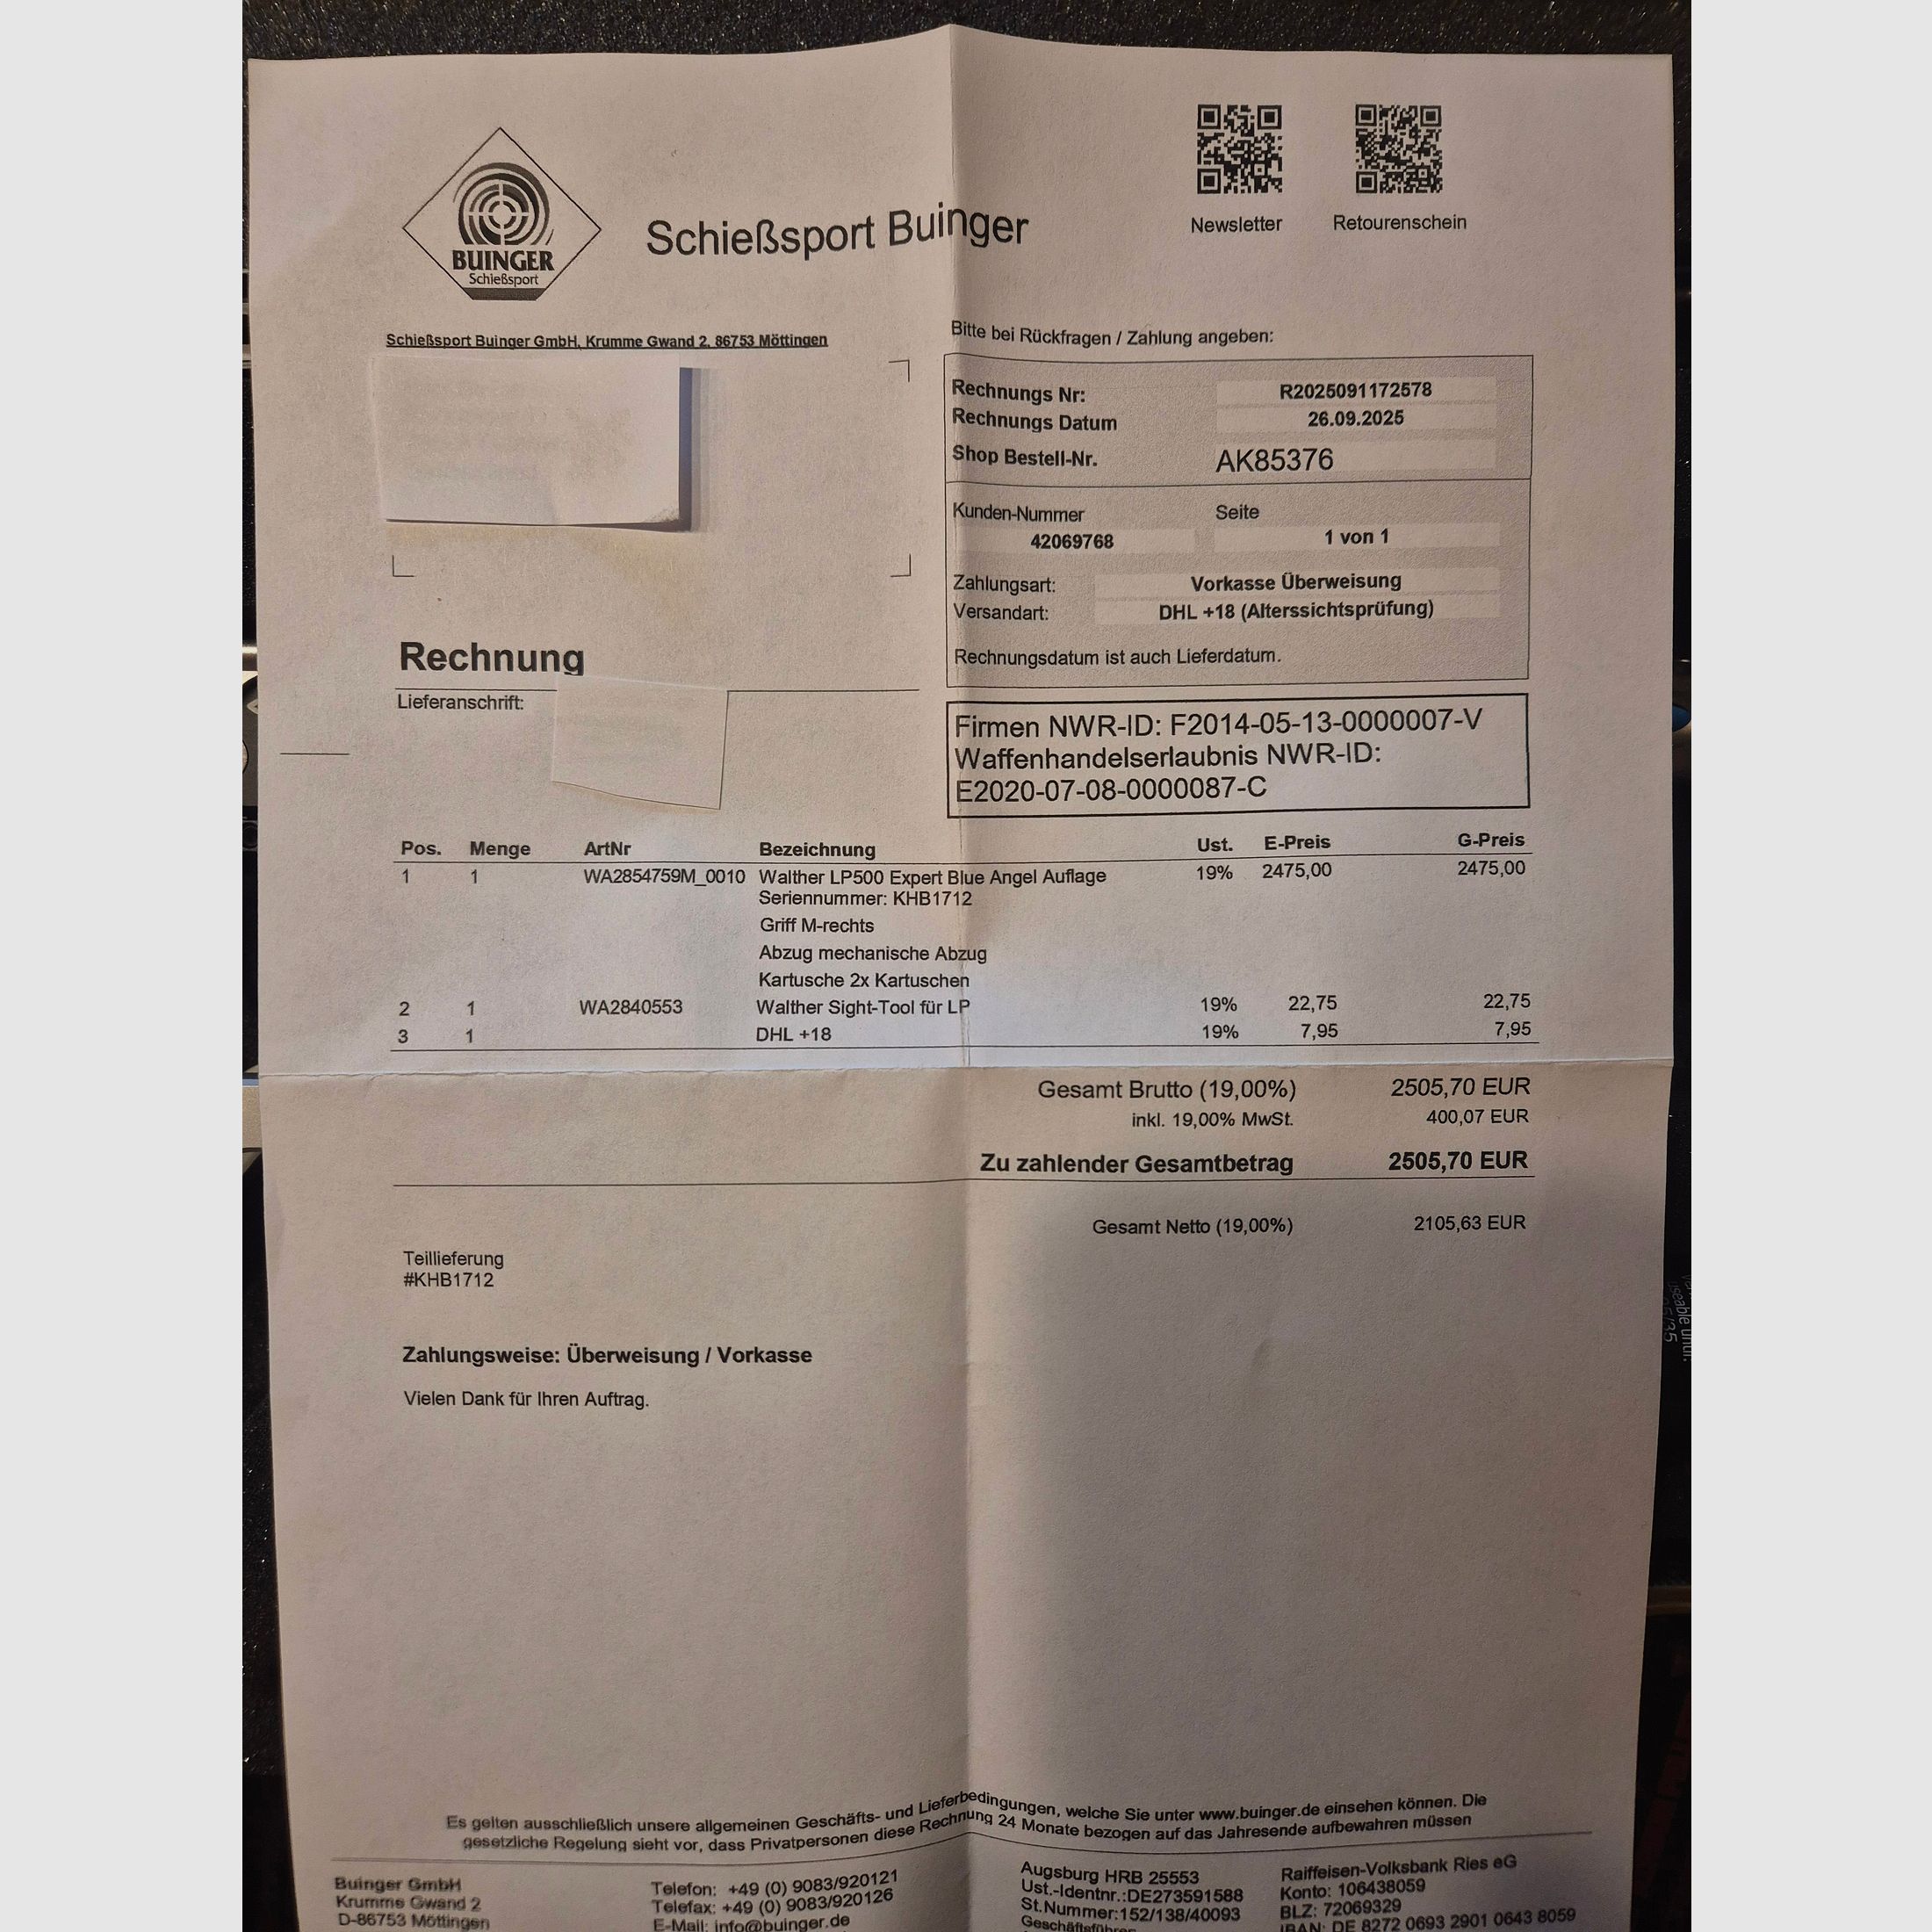 BUINGER
Schießsport
Schießsport Buinger
Newsletter
Retourenschein
Schießsport Buinger GmbH, Krumme Gwand 2, 86753 Möttingen
Bitte bei Rückfragen / Zahlung angeben:
Rechnungs Nr: R2025091172578
Rechnungs Datum 26.09.2025
Shop Bestell-Nr. AK85376
Kunden-Nummer Seite
42069768 1 von 1
Zahlungsart: Vorkasse Überweisung
Versandart: DHL +18 (Alterssichtsprüfung)
Rechnungsdatum ist auch Lieferdatum.
Rechnung
Lieferanschrift:
Firmen NWR-ID: F2014-05-13-0000007-V
Waffenhandelserlaubnis NWR-ID:
E2020-07-08-0000087-C
Pos. Menge ArtNr Bezeichnung Ust. E-Preis G-Preis
1 1 WA2854759M_0010 Walther LP500 Expert Blue Angel Auflage 19% 2475,00 2475,00
Seriennummer: KHB1712
Griff M-rechts
Abzug mechanische Abzug
Kartusche 2x Kartuschen
2 1 WA2840553 Walther Sight-Tool für LP 19% 22,75 22,75
3 1 DHL +18 19% 7,95 7,95
Gesamt Brutto (19,00%) 2505,70 EUR
inkl. 19,00% MwSt. 400,07 EUR
Zu zahlender Gesamtbetrag 2505,70 EUR
Gesamt Netto (19,00%) 2105,63 EUR
Teillieferung
#KHB1712
Zahlungsweise: Überweisung / Vorkasse
Vielen Dank für Ihren Auftrag.
Es gelten ausschließlich unsere allgemeinen Geschäfts- und Lieferbedingungen, welche Sie unter www.buinger.de einsehen können. Die
gesetzliche Regelung sieht vor, dass Privatpersonen diese Rechnung 24 Monate bezogen auf das Jahresende aufbewahren müssen
Buinger GmbH
Krumme Gwand 2
D-86753 Möttingen
Telefon: +49 (0) 9083/920121
Telefax: +49 (0) 9083/920126
E-Mail: info@buinger.de
Augsburg HRB 25553
Ust.-Identnr.:DE273591588
St.Nummer:152/138/40093
Geschäftsführer
Raiffeisen-Volksbank Ries eG
Konto: 106438059
BLZ: 72069329
IBAN: DE 8272 0693 2901 0643 8059